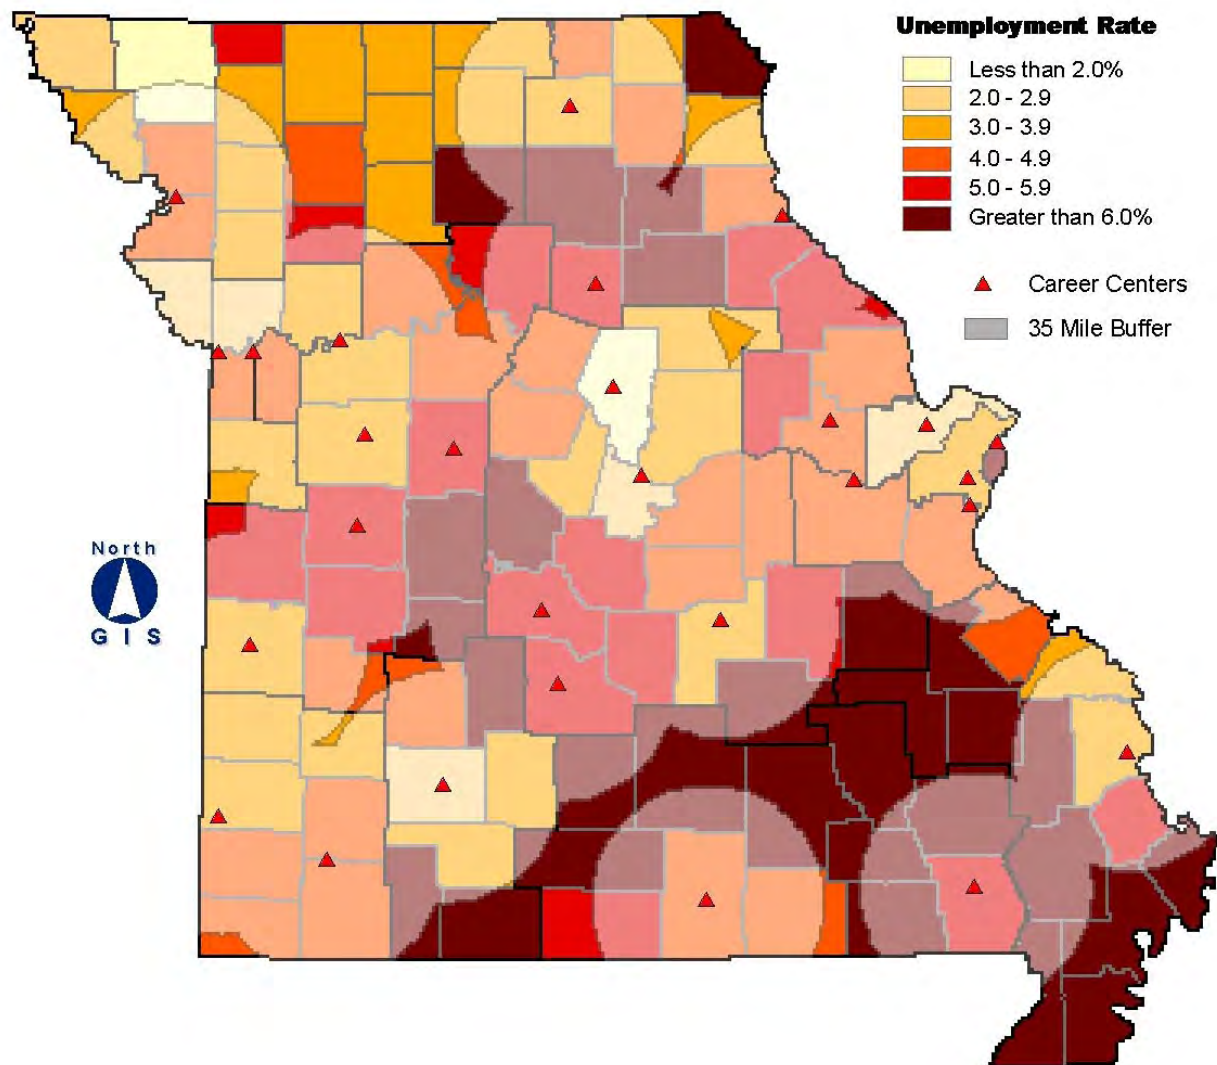 Unemployment Rate
Less than 2.0%
2.0 - 2.9
3.0 - 3.9
4.0 - 4.9
5.0 - 5.9
Greater than 6.0%
Career Centers
35 Mile Buffer
North
G I S